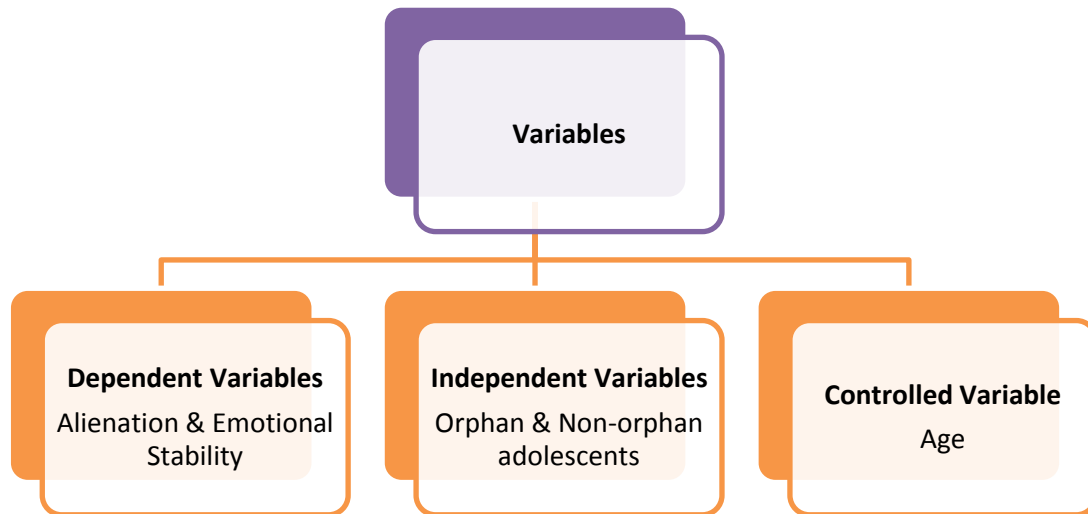 Variables
Dependent Variables
Alienation & Emotional
Stability
Independent Variables
Orphan & Non-orphan
adolescents
Controlled Variable
Age